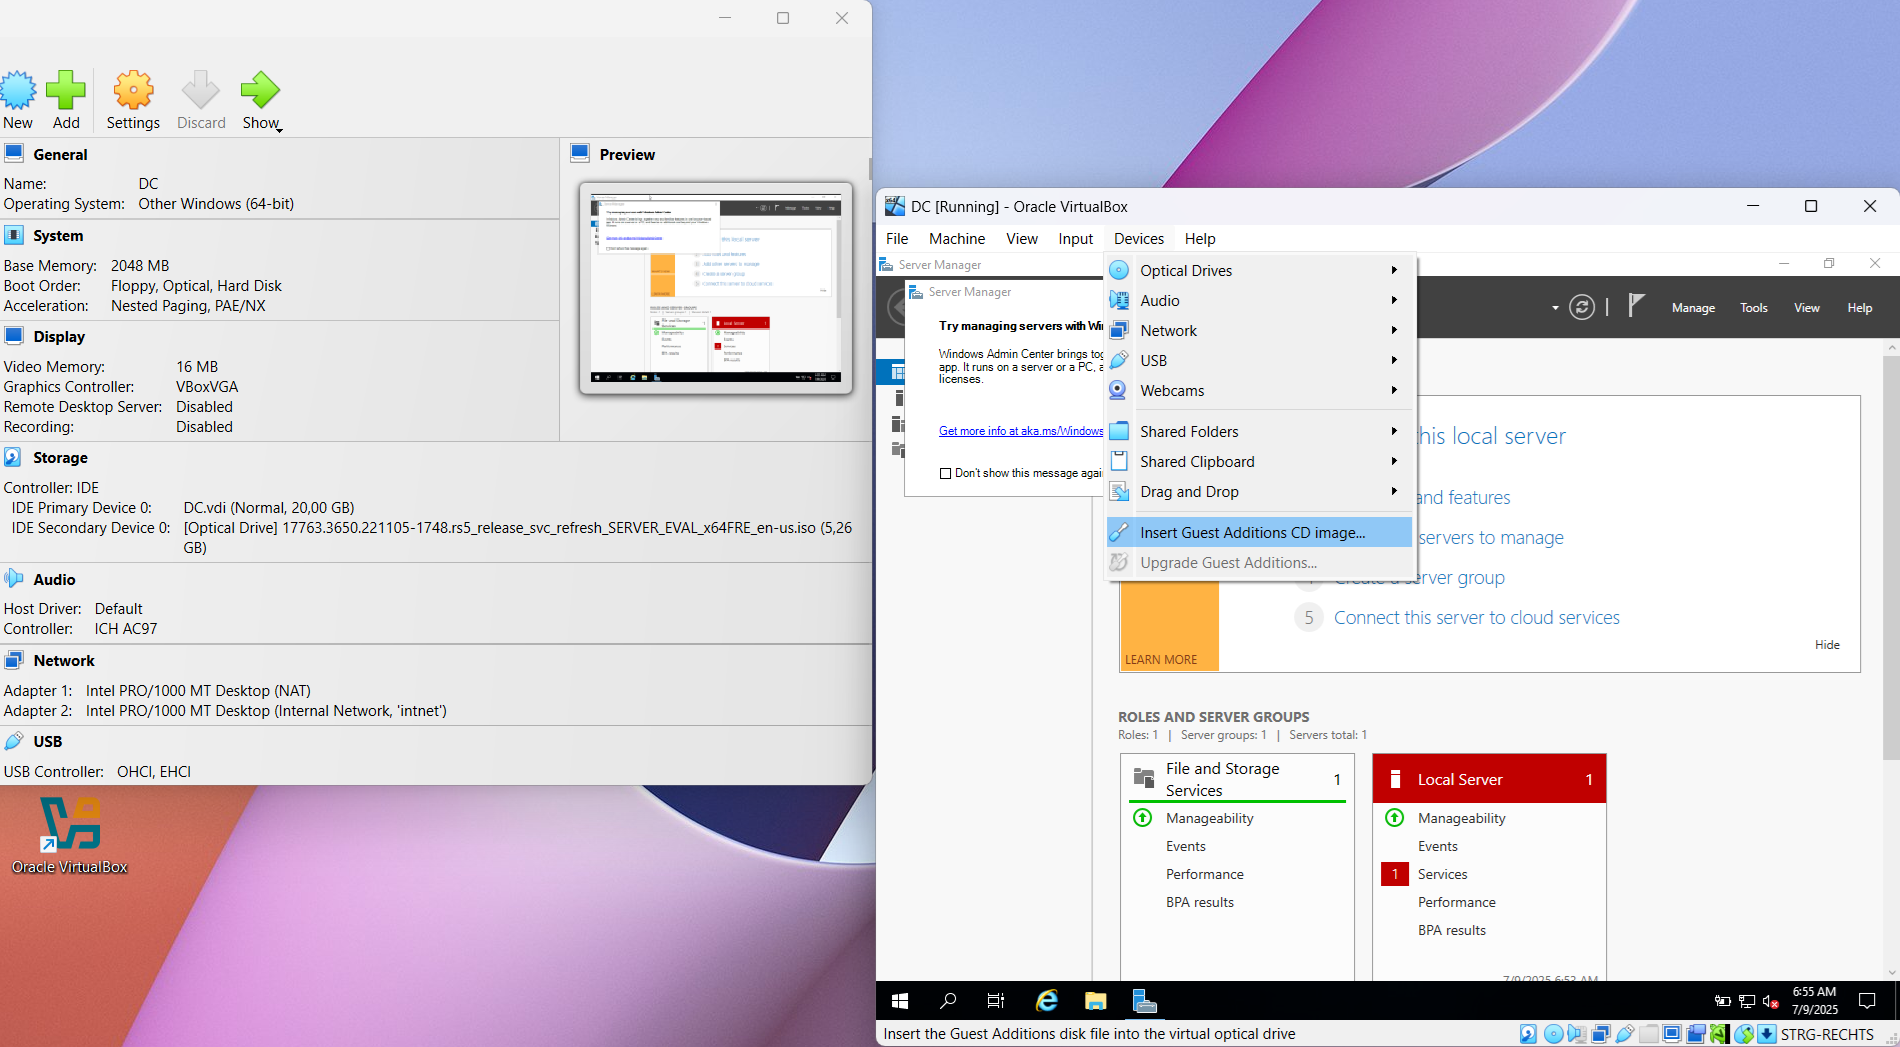 New
Add
Settings
Discard
Show
General
Name: DC
Operating System: Other Windows (64-bit)
System
Base Memory: 2048 MB
Boot Order: Floppy, Optical, Hard Disk
Acceleration: Nested Paging, PAE/NX
Display
Video Memory: 16 MB
Graphics Controller: VBoxVGA
Remote Desktop Server: Disabled
Recording: Disabled
Preview
Storage
Controller: IDE
IDE Primary Device 0: DC.vdi (Normal, 20,00 GB)
IDE Secondary Device 0: [Optical Drive] 17763.3650.221105-1748.rs5_release_svc_refresh_SERVER_EVAL_x64FRE_en-us.iso (5,26
GB)
Audio
Host Driver: Default
Controller: ICH AC97
Network
Adapter 1: Intel PRO/1000 MT Desktop (NAT)
Adapter 2: Intel PRO/1000 MT Desktop (Internal Network, 'intnet')
USB
USB Controller: OHCI, EHCI
Oracle VirtualBox
DC [Running] - Oracle VirtualBox
File Machine View Input Devices Help
Server Manager
Manage Tools View Help
Server Manager
Try managing servers with
Windows Admin Center brings
app. It runs on a server or a PC,
licenses.
Get more info at aka.ms/Windows
Don't show this message
Optical Drives
Audio
Network
USB
Webcams
Shared Folders
Shared Clipboard
Drag and Drop
Insert Guest Additions CD image...
Upgrade Guest Additions...
this local server
and features
servers to manage
Create a server group
5 Connect this server to cloud services
LEARN MORE
Hide
ROLES AND SERVER GROUPS
Roles: 1 | Server groups: 1 | Servers total: 1
File and Storage
Services 1
Manageability
Events
Performance
BPA results
Local Server 1
Manageability
Events
1 Services
Performance
BPA results
7/9/2025 6:53 AM
6:55 AM
7/9/2025
Insert the Guest Additions disk file into the virtual optical drive
STRG-RECHTS